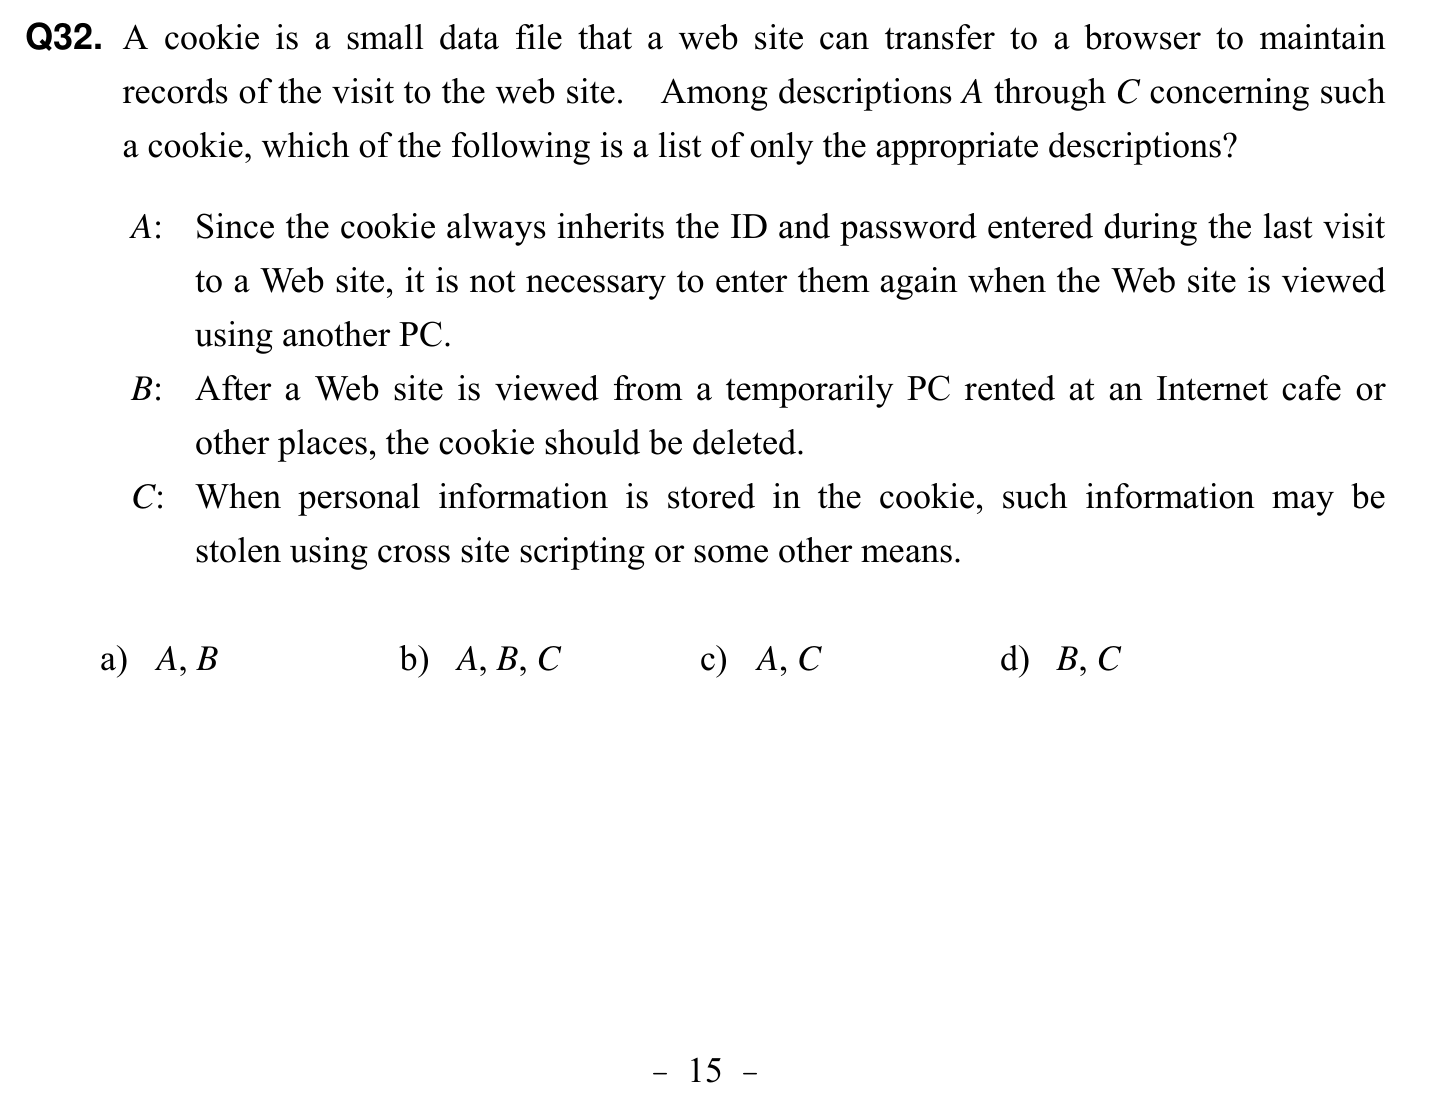 Q32. A cookie is a small data file that a web site can transfer to a browser to maintain
records of the visit to the web site. Among descriptions A through C concerning such
a cookie, which of the following is a list of only the appropriate descriptions?
A: Since the cookie always inherits the ID and password entered during the last visit
to a Web site, it is not necessary to enter them again when the Web site is viewed
using another PC.
B: After a Web site is viewed from a temporarily PC rented at an Internet cafe or
other places, the cookie should be deleted.
C: When personal information is stored in the cookie, such information may be
stolen using cross site scripting or some other means.
a) A, B b) A, B, C c) A, C d) B, C
– 15 –